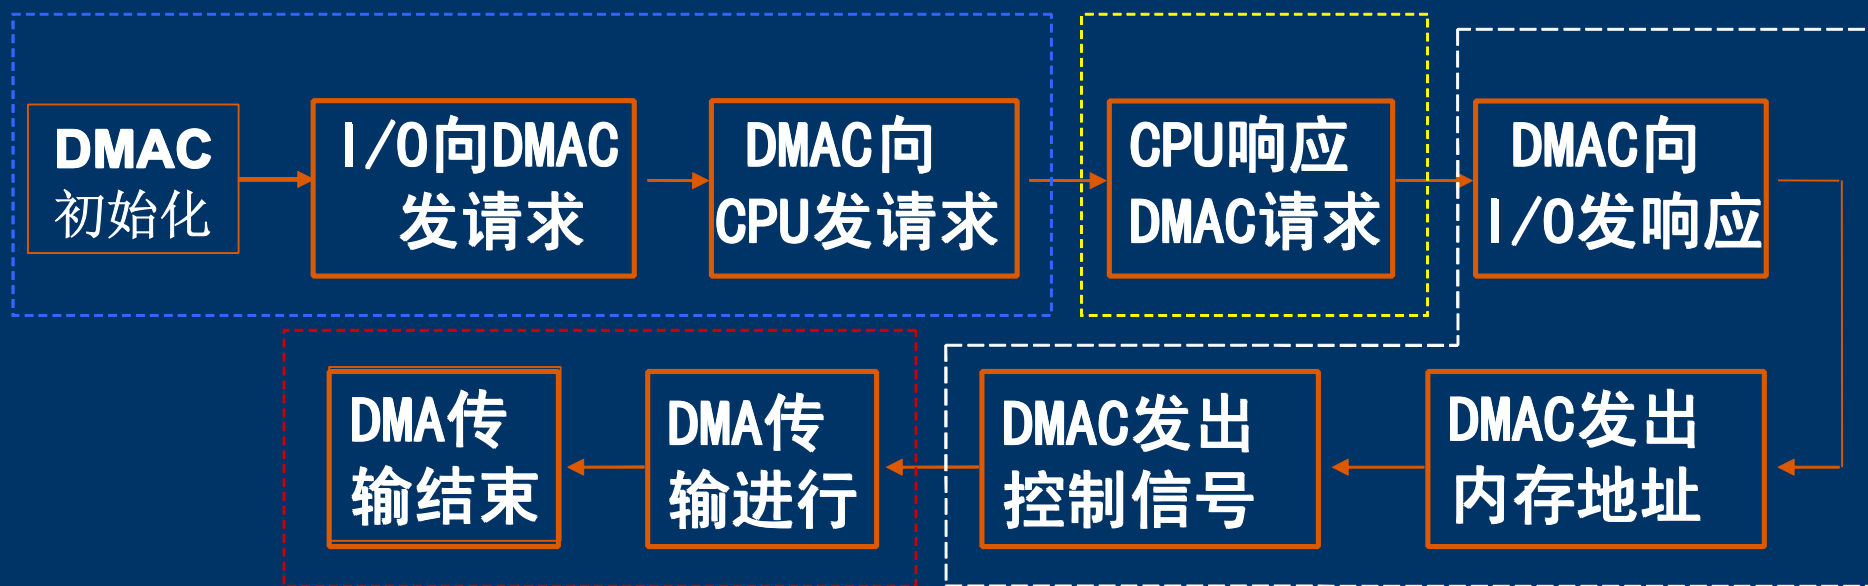 DMAC
初始化
I/O向DMAC
发请求
DMAC向
CPU发请求
CPU响应
DMAC请求
DMAC向
I/O发响应
DMA传
输结束
DMA传
输进行
DMAC发出
控制信号
DMAC发出
内存地址